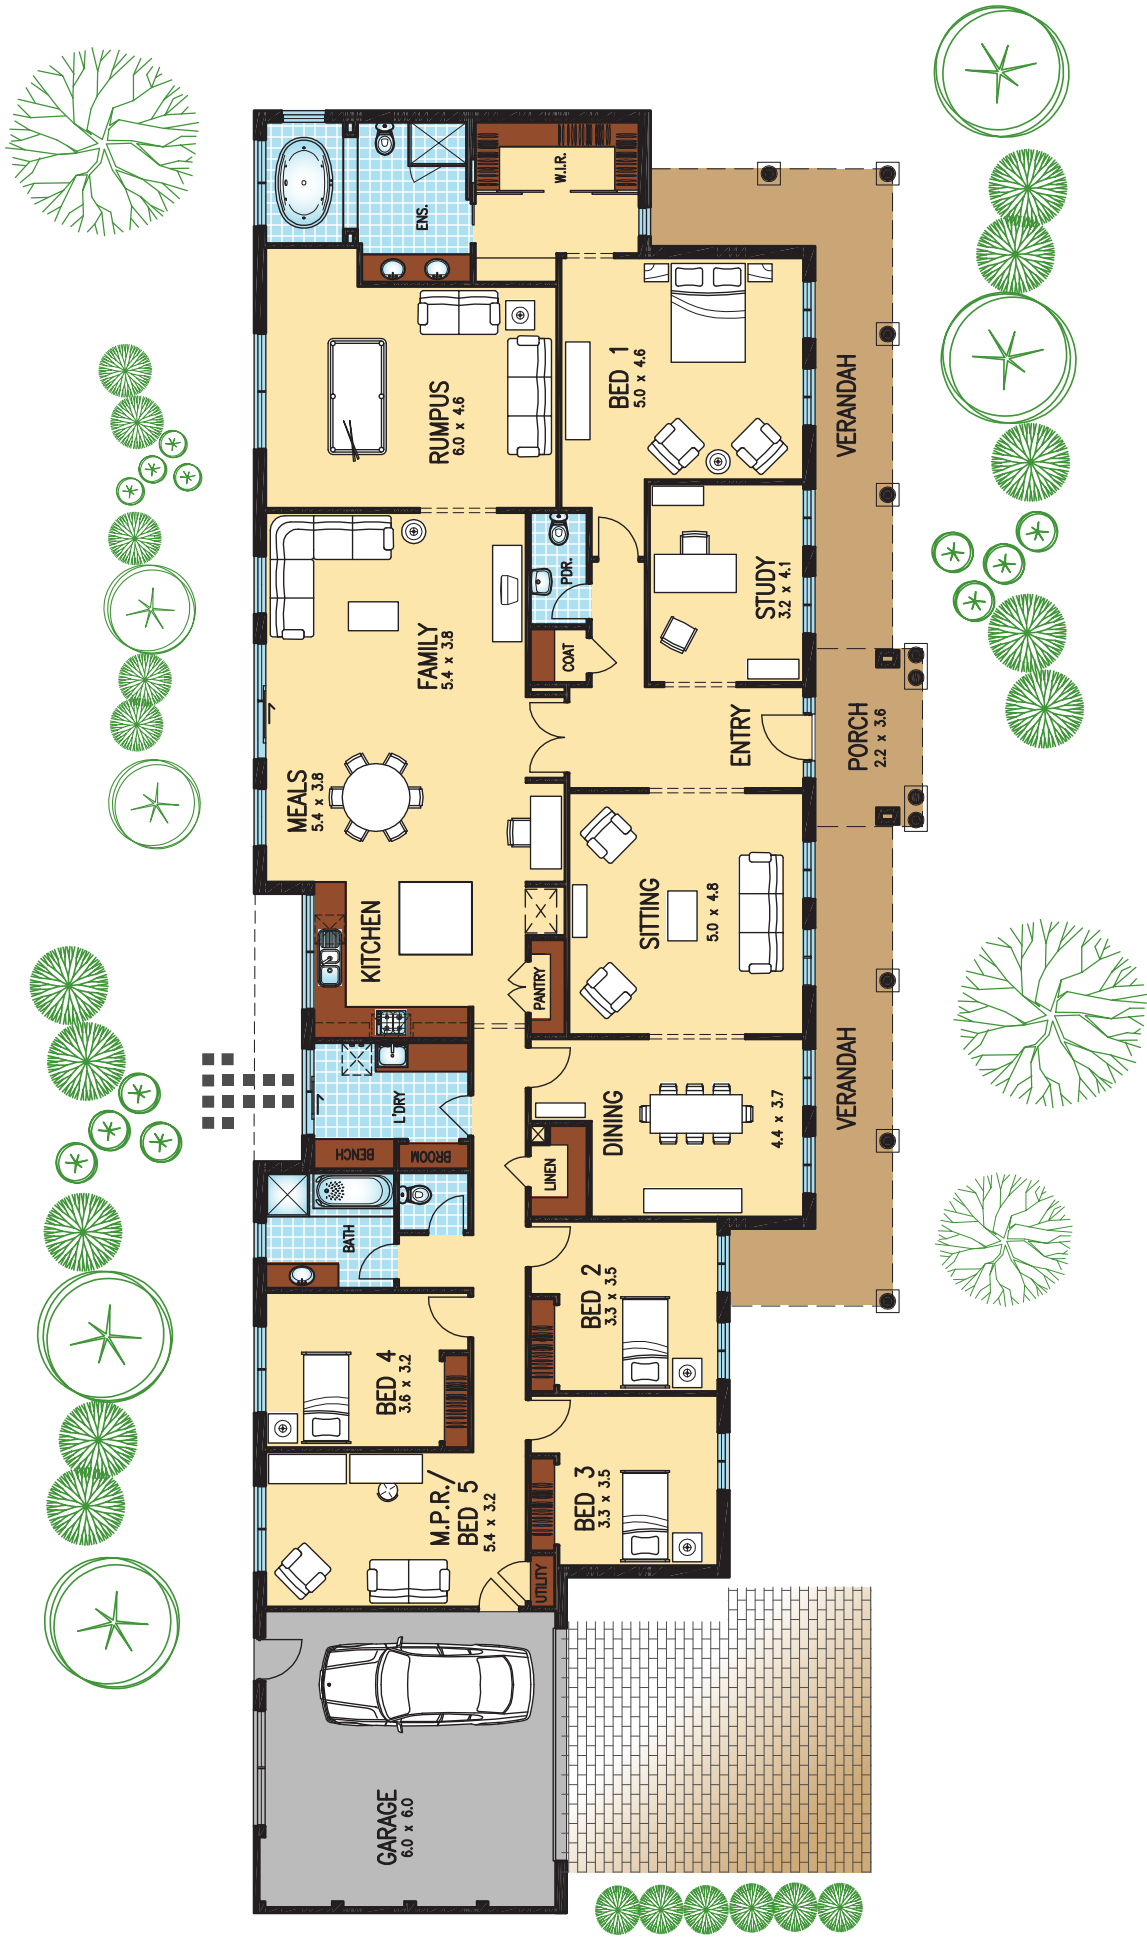 W.I.R.
ENS.
BED 1
5.0 x 4.6
VERANDAH
RUMPUS
6.0 x 4.6
PDR.
STUDY
3.2 x 4.1
FAMILY
5.4 x 3.8
COAT
ENTRY
PORCH
2.2 x 3.6
MEALS
5.4 x 3.8
KITCHEN
SITTING
5.0 x 4.8
PANTRY
VERANDAH
L'DRY
DINING
4.4 x 3.7
BENCH
BROOM
LINEN
BATH
BED 2
3.3 x 3.5
BED 4
3.6 x 3.2
M.P.R./
BED 5
5.4 x 3.2
BED 3
3.3 x 3.5
UTILITY
GARAGE
6.0 x 6.0